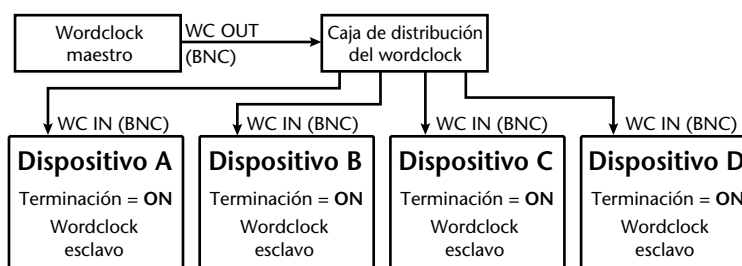 Wordclock
maestro
WC OUT
(BNC)
Caja de distribución
del wordclock
WC IN (BNC)
WC IN (BNC)
WC IN (BNC)
WC IN (BNC)
Dispositivo A
Terminación = ON
Wordclock
esclavo
Dispositivo B
Terminación = ON
Wordclock
esclavo
Dispositivo C
Terminación = ON
Wordclock
esclavo
Dispositivo D
Terminación = ON
Wordclock
esclavo